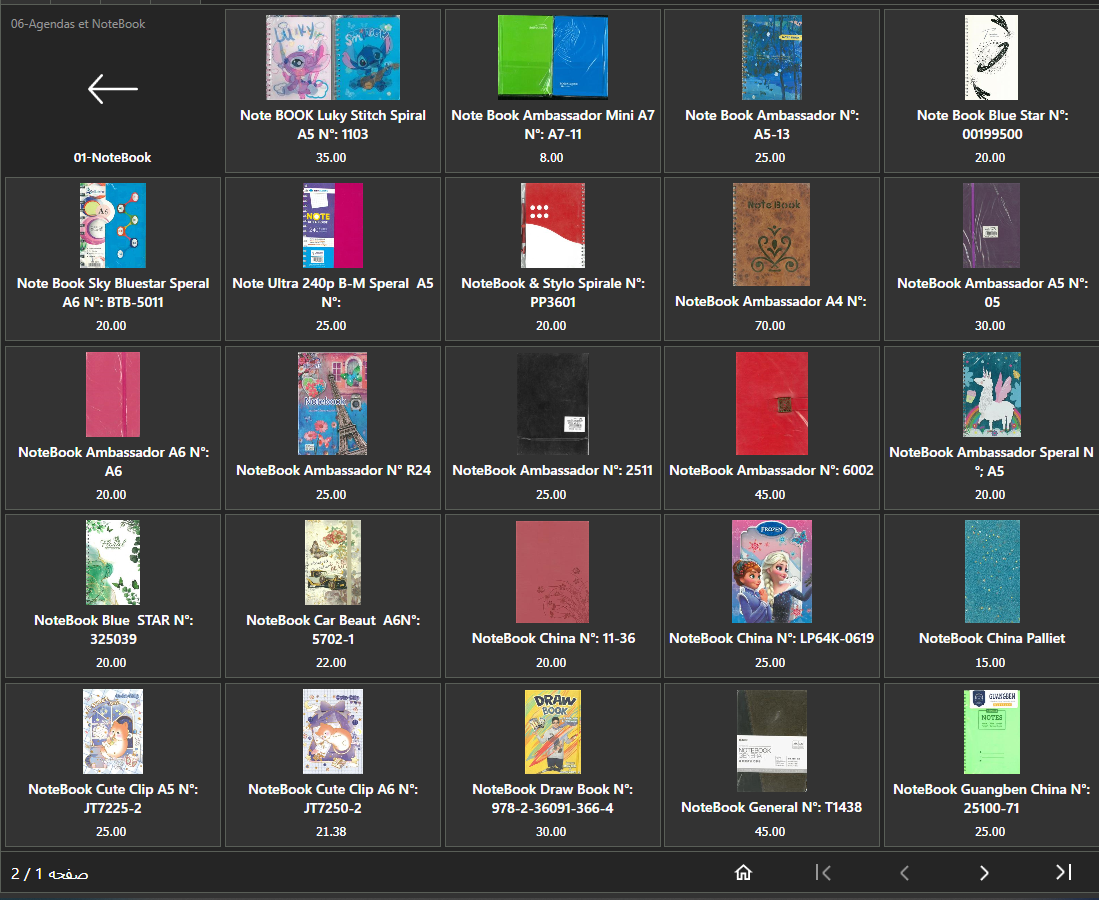 06-Agendas et NoteBook
01-NoteBook
Note BOOK Luky Stitch Spiral
A5 N°: 1103
35.00
Note Book Ambassador Mini A7
N°: A7-11
8.00
Note Book Ambassador N°:
A5-13
25.00
Note Book Blue Star N°:
00199500
20.00
Note Book Sky Bluestar Speral
A6 N°: BTB-5011
20.00
Note Ultra 240p B-M Speral  A5
N°:
25.00
NoteBook & Stylo Spirale N°:
PP3601
20.00
Note Book
NoteBook Ambassador A4 N°:
70.00
NoteBook Ambassador A5 N°:
05
30.00
NoteBook Ambassador A6 N°:
A6
20.00
Notebook
NoteBook Ambassador N° R24
25.00
NoteBook Ambassador N°: 2511
25.00
NoteBook Ambassador N°: 6002
45.00
NoteBook Ambassador Speral N
°; A5
20.00
NoteBook Blue  STAR N°:
325039
20.00
NoteBook Car Beaut  A6N°:
5702-1
22.00
NoteBook China N°: 11-36
20.00
FROZEN
NoteBook China N°: LP64K-0619
25.00
NoteBook China Palliet
15.00
NoteBook Cute Clip A5 N°:
JT7225-2
25.00
NoteBook Cute Clip A6 N°:
JT7250-2
21.38
DRAW
BOOK
NoteBook Draw Book N°:
978-2-36091-366-4
30.00
NOTEBOOK
NoteBook General N°: T1438
45.00
GUANGBEN
NOTES
NoteBook Guangben China N°:
25100-71
25.00
صفحه 1 / 2